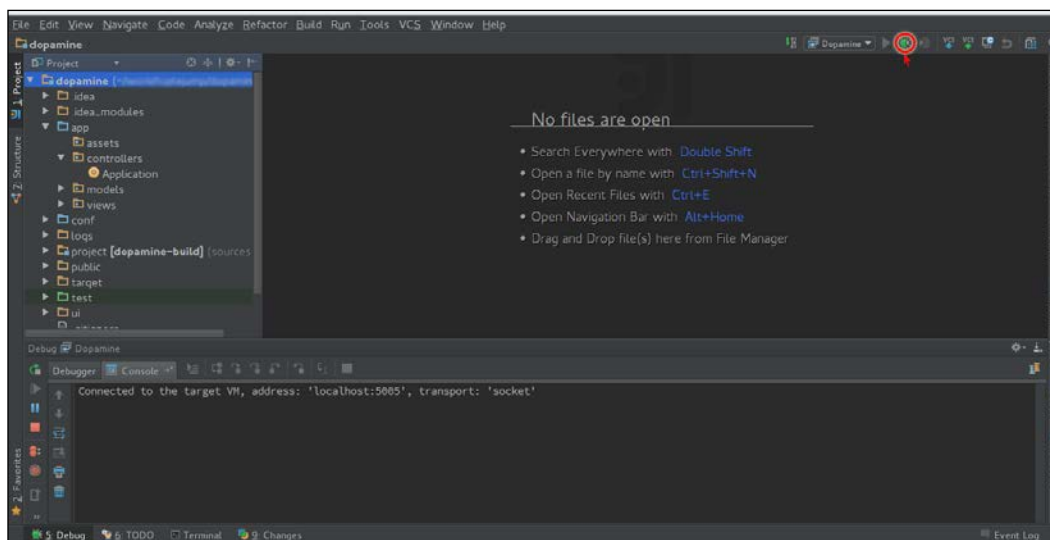 File Edit View Navigate Code Analyze Refactor Build Run Tools VCS Window Help
dopamine
Dopamine
VCS VCS
1: Project
Project
dopamine
idea
idea_modules
app
assets
controllers
Application
models
views
conf
logs
project [dopamine-build] (sources
public
target
test
ui
.gitignore
7: Structure
2: Favorites
No files are open
• Search Everywhere with Double Shift
• Open a file by name with Ctrl+Shift+N
• Open Recent Files with Ctrl+E
• Open Navigation Bar with Alt+Home
• Drag and Drop file(s) here from File Manager
Debug Dopamine
Debugger Console
Connected to the target VM, address: 'localhost:5005', transport: 'socket'
5: Debug 6: TODO Terminal 9: Changes Event Log